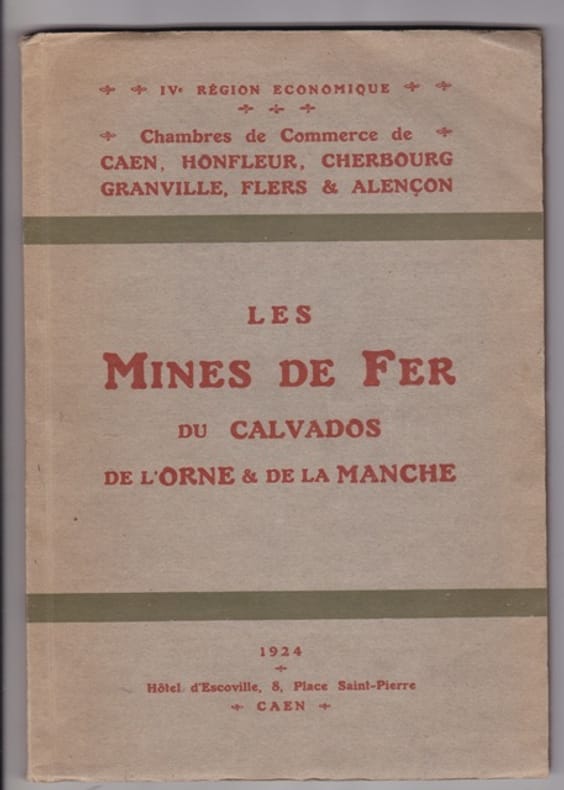 IVe RÉGION ECONOMIQUE
Chambres de Commerce de
CAEN, HONFLEUR, CHERBOURG
GRANVILLE, FLERS & ALENÇON
LES
MINES DE FER
DU CALVADOS
DE L'ORNE & DE LA MANCHE
1924
Hôtel d'Escoville, 8, Place Saint-Pierre
CAEN